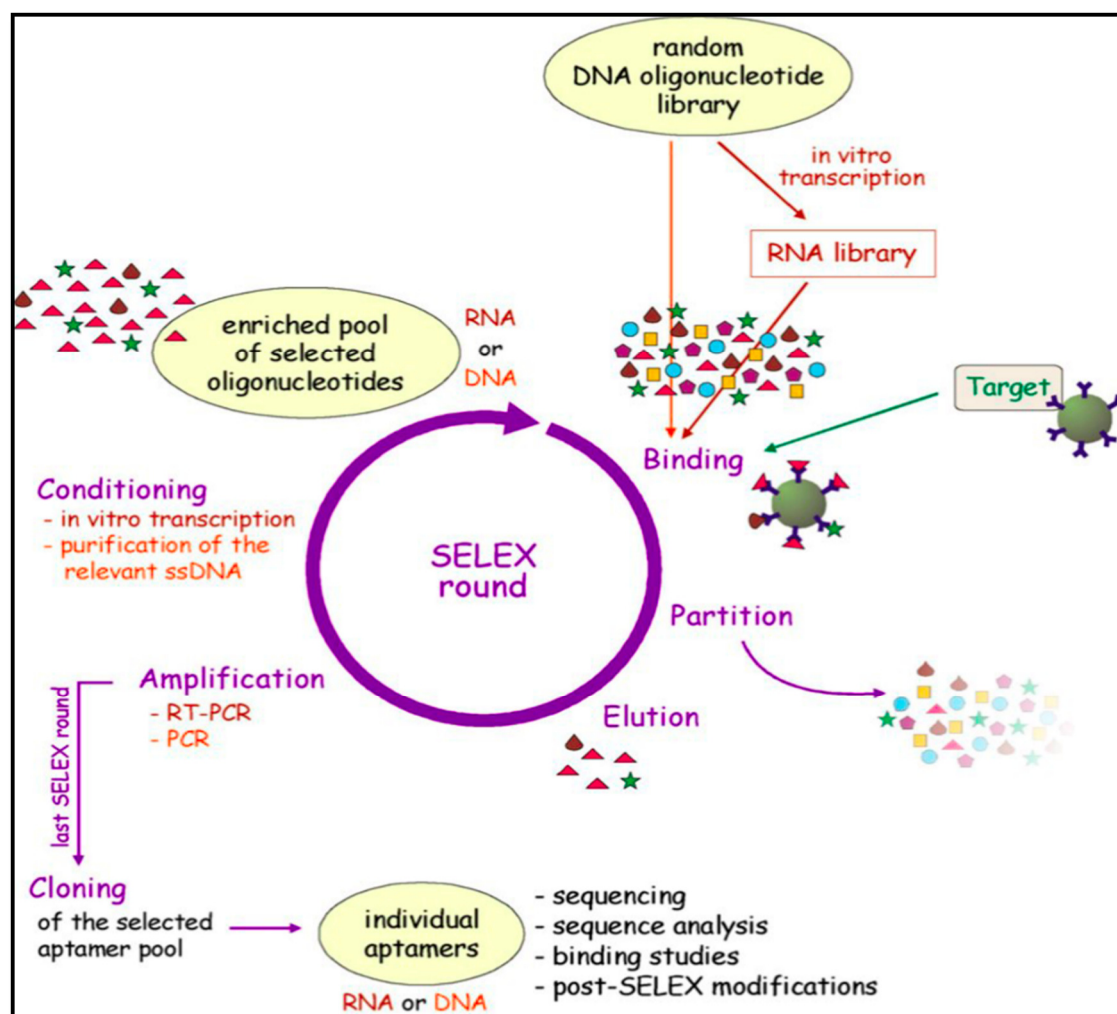 random
DNA oligonucleotide
library
in vitro
transcription
RNA library
enriched pool
of selected
oligonucleotides
RNA
or
DNA
Target
Binding
Conditioning
- in vitro transcription
- purification of the
relevant ssDNA
SELEX
round
Partition
Amplification
- RT-PCR
- PCR
Elution
last SELEX round
Cloning
of the selected
aptamer pool
individual
aptamers
RNA or DNA
- sequencing
- sequence analysis
- binding studies
- post-SELEX modifications